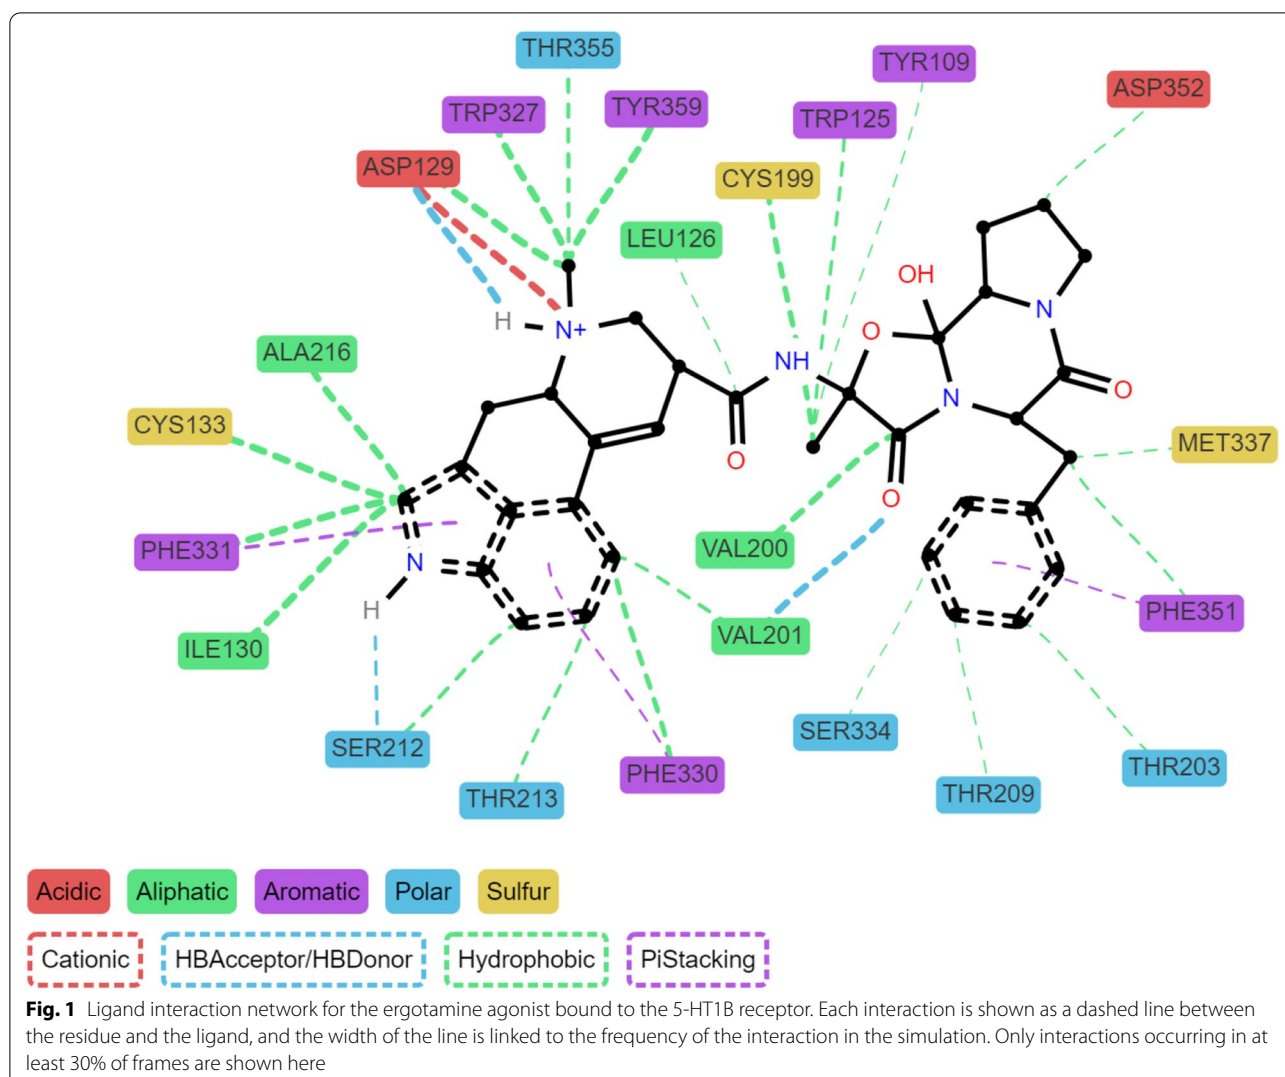 THR355
TYR109
ASP352
TRP327
TYR359
TRP125
ASP129
CYS199
LEU126
OH
H
N+
O
N
ALA216
NH
O
N
CYS133
MET337
O
O
PHE331
VAL200
N
H
VAL201
PHE351
ILE130
SER212
SER334
PHE330
THR203
THR213
THR209
Acidic Aliphatic Aromatic Polar Sulfur
Cationic HBAcceptor/HBDonor Hydrophobic PiStacking
Fig. 1 Ligand interaction network for the ergotamine agonist bound to the 5-HT1B receptor. Each interaction is shown as a dashed line between
the residue and the ligand, and the width of the line is linked to the frequency of the interaction in the simulation. Only interactions occurring in at
least 30% of frames are shown here